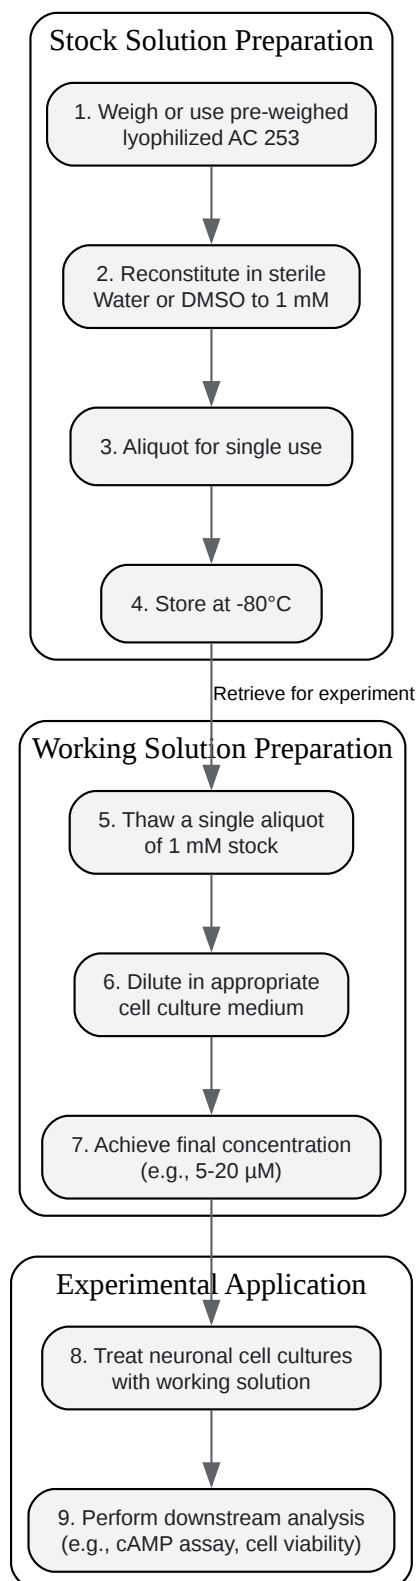 Stock Solution Preparation
1. Weigh or use pre-weighed
lyophilized AC 253
2. Reconstitute in sterile
Water or DMSO to 1 mM
3. Aliquot for single use
4. Store at -80°C
Retrieve for experiment
Working Solution Preparation
5. Thaw a single aliquot
of 1 mM stock
6. Dilute in appropriate
cell culture medium
7. Achieve final concentration
(e.g., 5-20 µM)
Experimental Application
8. Treat neuronal cell cultures
with working solution
9. Perform downstream analysis
(e.g., cAMP assay, cell viability)